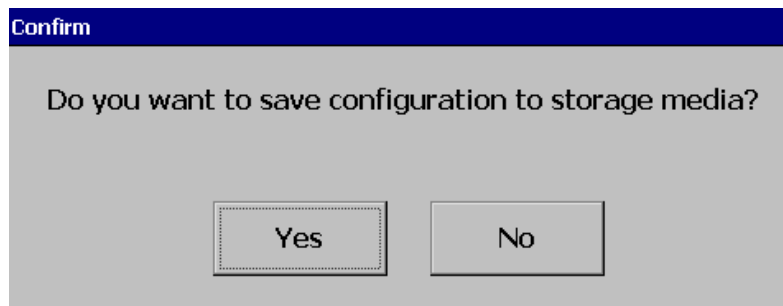 Confirm
Do you want to save configuration to storage media?
Yes
No